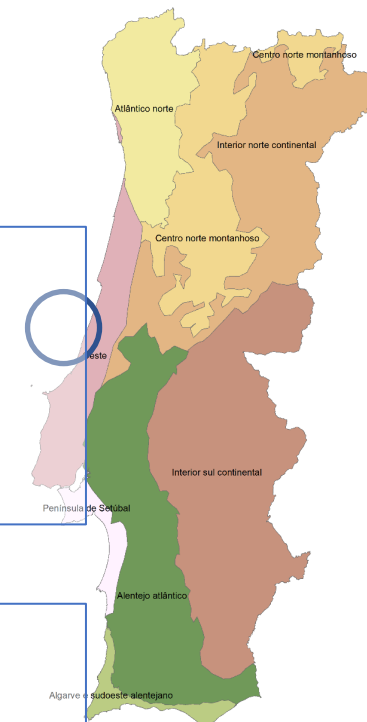 Centro norte montanhoso
Atlântico norte
Interior norte continental
Centro norte montanhoso
este
Interior sul continental
Península de Setúbal
Alentejo atlântico
Algarve e sudoeste alentejano